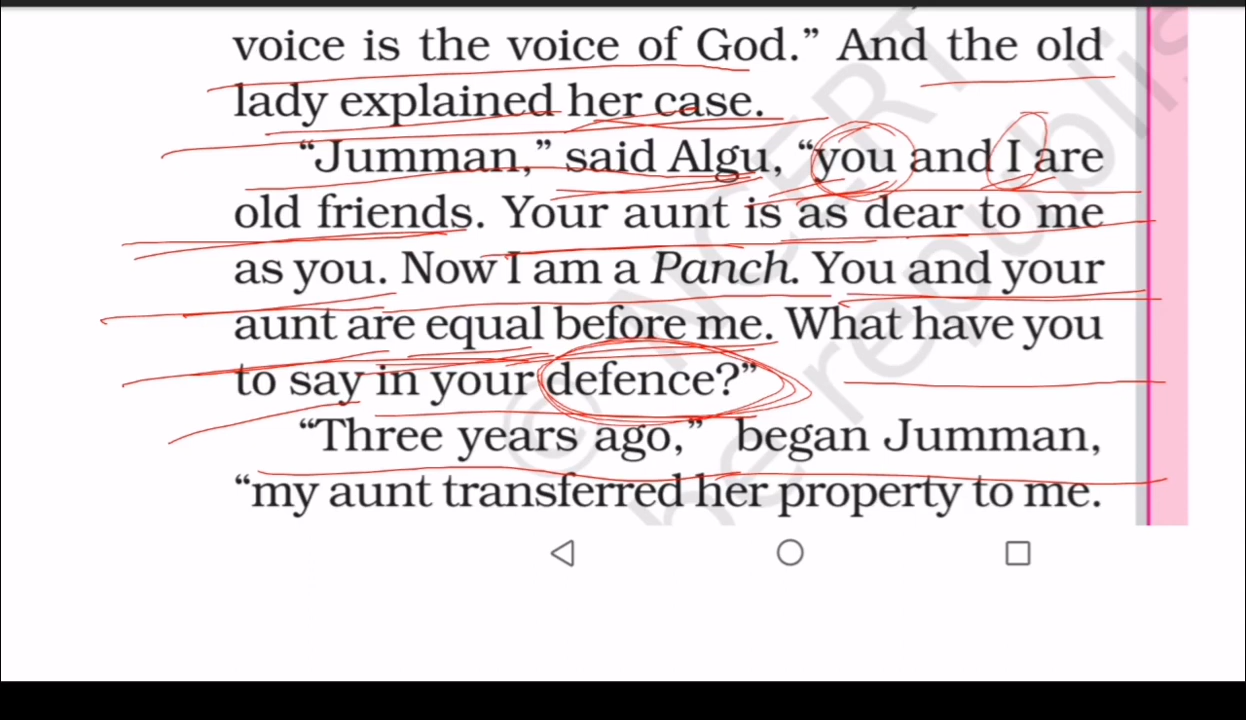 voice is the voice of God.” And the old
lady explained her case.
“Jumman,” said Algu, “you and I are
old friends. Your aunt is as dear to me
as you. Now I am a Panch. You and your
aunt are equal before me. What have you
to say in your defence?”
“Three years ago,” began Jumman,
“my aunt transferred her property to me.